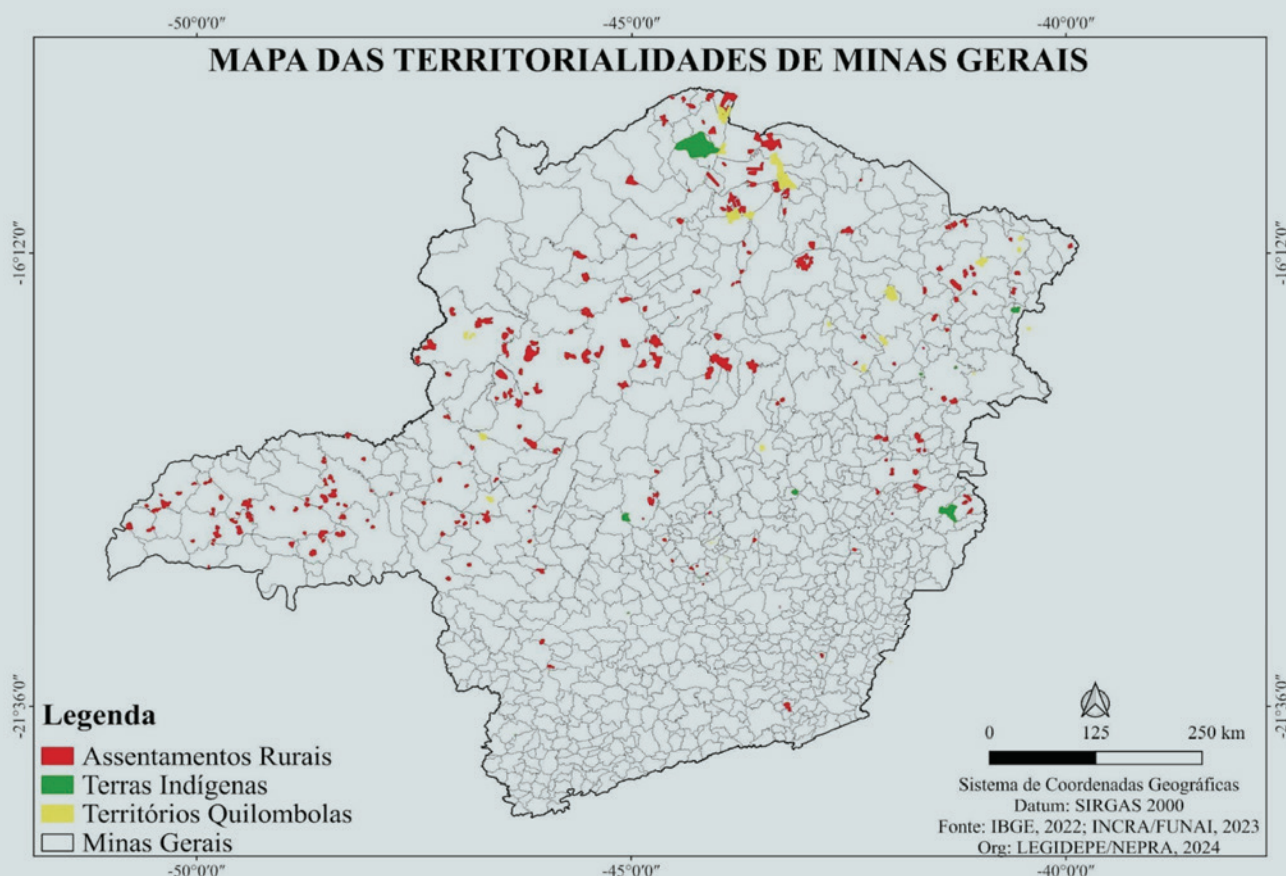 -50°0'0"
-45°0'0"
-40°0'0"
MAPA DAS TERRITORIALIDADES DE MINAS GERAIS
-16°12'0"
-16°12'0"
-21°36'0"
-21°36'0"
Legenda
Assentamentos Rurais
Terras Indígenas
Territórios Quilombolas
Minas Gerais
0 125 250 km
Sistema de Coordenadas Geográficas
Datum: SIRGAS 2000
Fonte: IBGE, 2022; INCRA/FUNAI, 2023
Org: LEGIDEPE/NEPRA, 2024
-50°0'0"
-45°0'0"
-40°0'0"